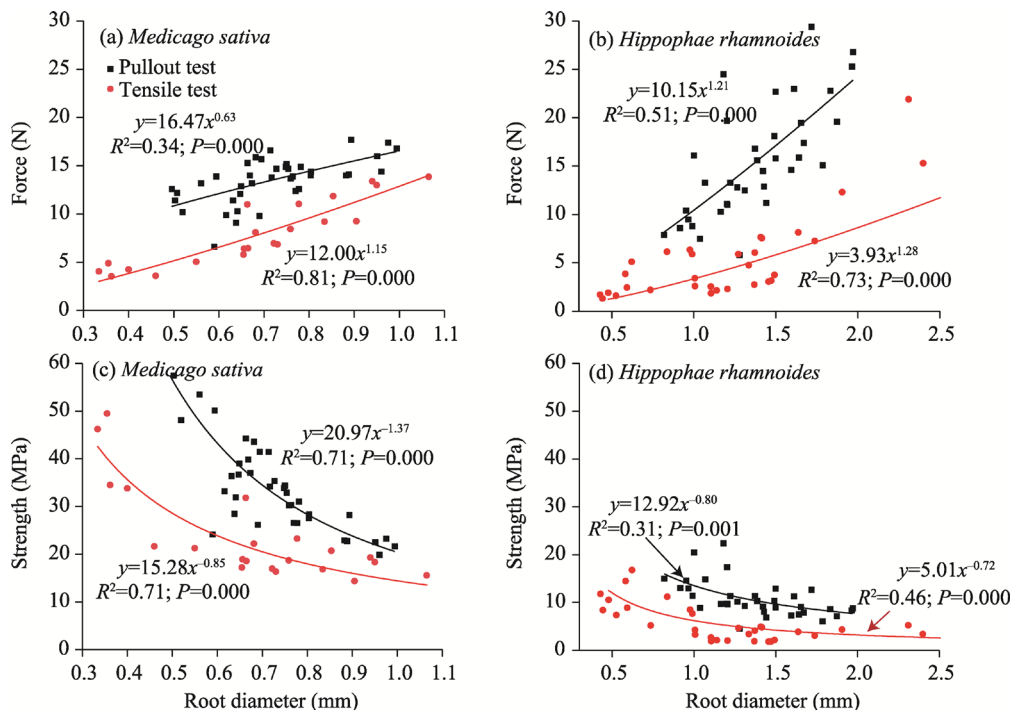 (a) Medicago sativa
■ Pullout test
● Tensile test
y=16.47x^0.63
R²=0.34; P=0.000
y=12.00x^1.15
R²=0.81; P=0.000
Force (N)
30
25
20
15
10
5
0
0.3 0.4 0.5 0.6 0.7 0.8 0.9 1.0 1.1
(b) Hippophae rhamnoides
y=10.15x^1.21
R²=0.51; P=0.000
y=3.93x^1.28
R²=0.73; P=0.000
Force (N)
30
25
20
15
10
5
0
0.5 1.0 1.5 2.0 2.5
(c) Medicago sativa
y=20.97x^−1.37
R²=0.71; P=0.000
y=15.28x^−0.85
R²=0.71; P=0.000
Strength (MPa)
60
50
40
30
20
10
0
0.3 0.4 0.5 0.6 0.7 0.8 0.9 1.0 1.1
Root diameter (mm)
(d) Hippophae rhamnoides
y=12.92x^−0.80
R²=0.31; P=0.001
y=5.01x^−0.72
R²=0.46; P=0.000
Strength (MPa)
60
50
40
30
20
10
0
0.5 1.0 1.5 2.0 2.5
Root diameter (mm)